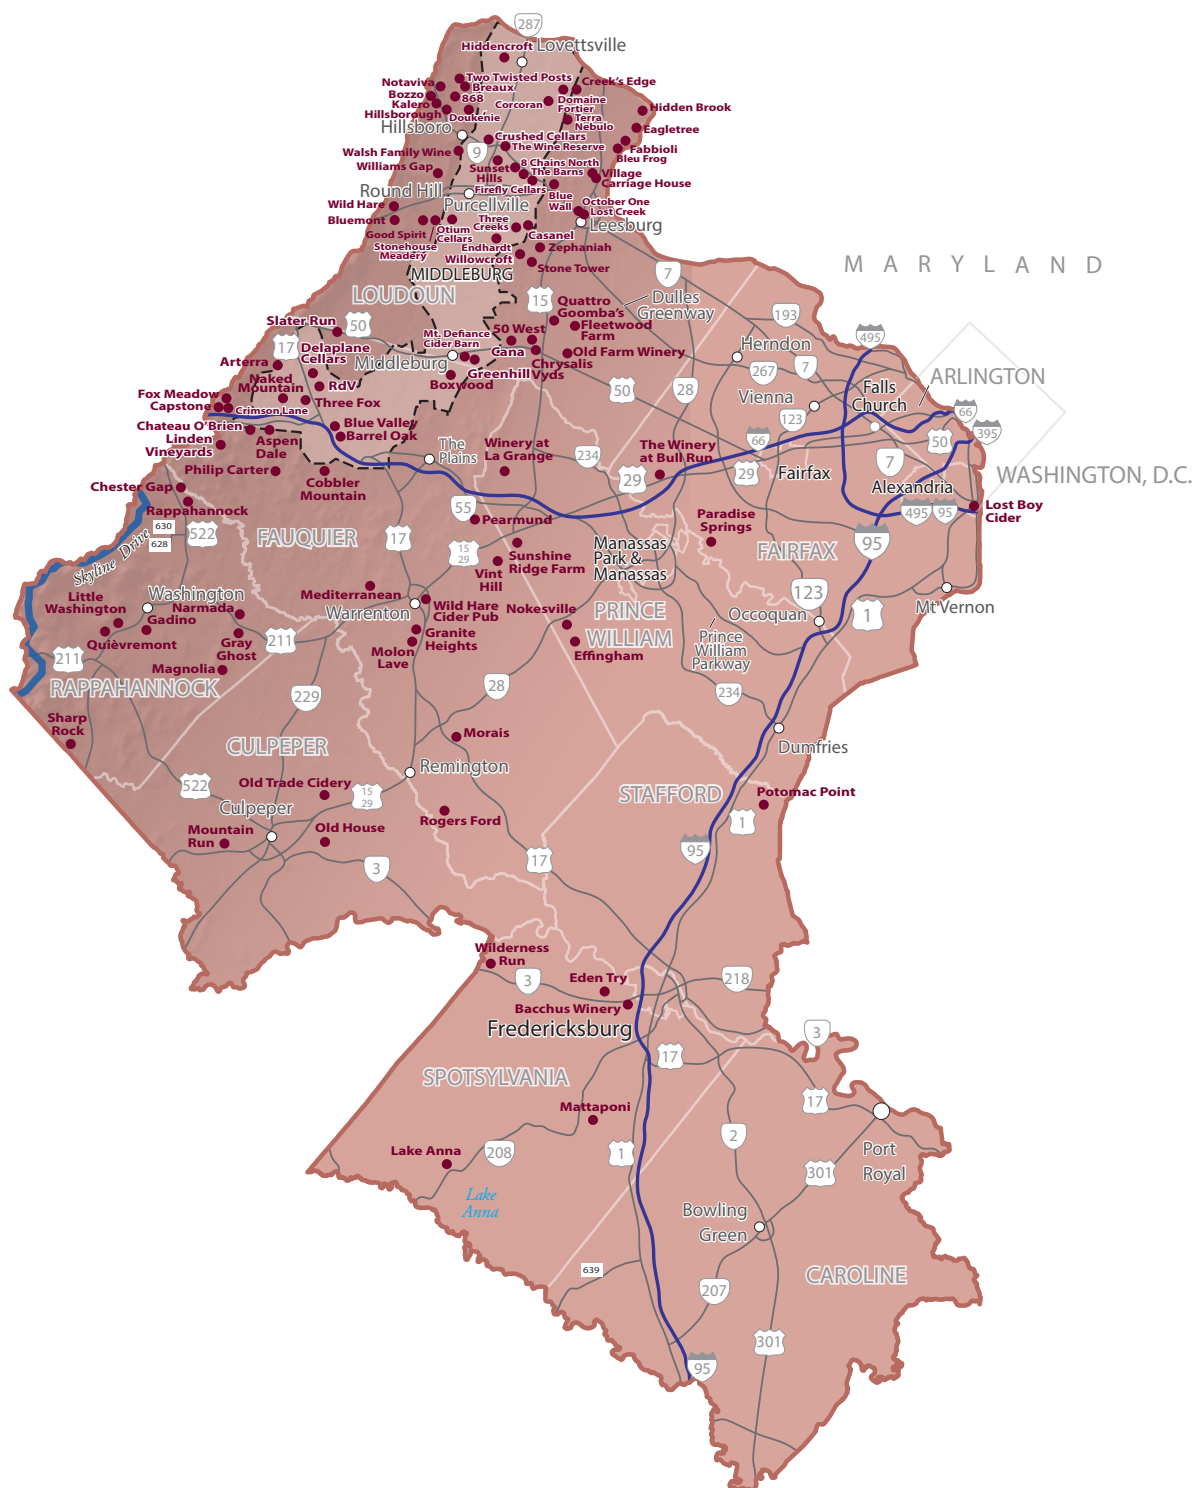 287
Hiddencroft
Lovettsville
Two Twisted Posts
Notaviva
Breaux
Creek's Edge
Bozzo
868
Kalero
Corcoran
Domaine
Fortier
Hidden Brook
Hillsborough
Doukenie
Terra
Nebulo
Hillsboro
Eagletree
Crushed Cellars
9
The Wine Reserve
Fabbioli
Walsh Family Wine
Bleu Frog
Williams Gap
Sunset
Hills
8 Chains North
The Barns
Village
Carriage House
Round Hill
Firefly Cellars
Purcellville
Blue
Wall
October One
Lost Creek
Wild Hare
Bluemont
Leesburg
Good Spirit
Otium
Cellars
Three
Creeks
Casanel
Stonehouse
Meadery
Endhardt
Zephaniah
Willowcroft
Stone Tower
MIDDLEBURG
7
MARYLAND
LOUDOUN
15
Quattro
Goomba's
Dulles
Greenway
193
Slater Run
50
50 West
Fleetwood
Farm
495
17
Mt. Defiance
Cider Barn
Herndon
Delaplane
Cellars
Cana
Old Farm Winery
Arterra
Middleburg
Chrysalis
Vyds
267
7
ARLINGTON
Naked
Mountain
RdV
Boxwood
Greenhill
50
28
Falls
Church
Fox Meadow
Capstone
Crimson Lane
Three Fox
Vienna
123
66
Chateau O'Brien
Blue Valley
395
Linden
Vineyards
Aspen
Dale
Barrel Oak
The
Plains
Winery at
La Grange
234
The Winery
at Bull Run
66
50
Philip Carter
Cobbler
Mountain
29
29
Fairfax
7
WASHINGTON, D.C.
Chester Gap
Alexandria
Rappahannock
55
495
95
Lost Boy
Cider
630
628
522
Pearmund
Paradise
Springs
Skyline Drive
FAUQUIER
17
15
29
Sunshine
Ridge Farm
Manassas
Park &
Manassas
FAIRFAX
95
Vint
Hill
Mediterranean
123
Little
Washington
Washington
Narmada
Warrenton
Wild Hare
Cider Pub
Nokesville
PRINCE
WILLIAM
Occoquan
1
Mt Vernon
Gadino
Quièvremont
Gray
Ghost
211
Granite
Heights
Molon
Lave
Effingham
Prince
William
Parkway
211
Magnolia
RAPPAHANNOCK
229
28
234
Sharp
Rock
CULPEPER
Morais
Dumfries
Remington
522
Old Trade Cidery
15
29
STAFFORD
Potomac Point
Culpeper
Rogers Ford
1
Mountain
Run
Old House
95
3
17
Wilderness
Run
3
Eden Try
218
Bacchus Winery
Fredericksburg
3
17
SPOTSYLVANIA
17
Mattaponi
2
Port
Royal
Lake Anna
208
1
301
Lake
Anna
Bowling
Green
639
CAROLINE
207
301
95